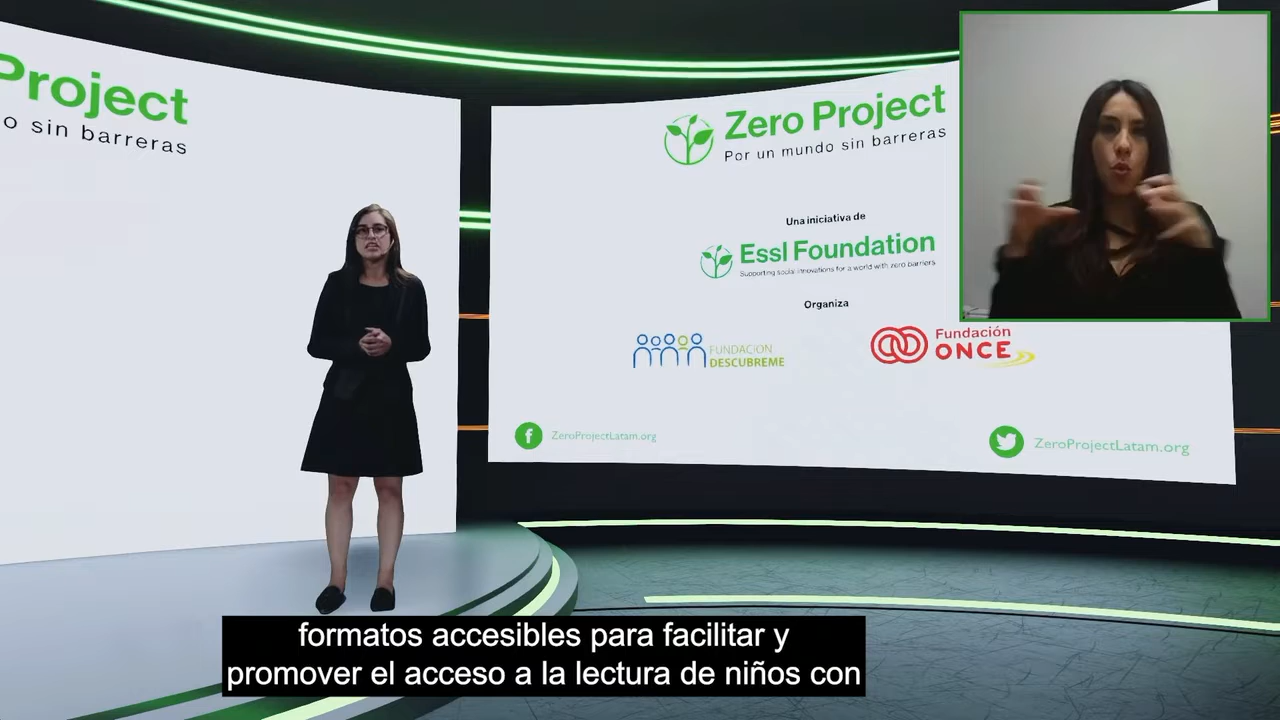 Project
o sin barreras
Zero Project
Por un mundo sin barreras
Una iniciativa de
Essl Foundation
Supporting social innovations for a world with zero barriers
Organiza
FUNDACIÓN
DESCUBREME
Fundación
ONCE
ZeroProjectLatam.org
ZeroProjectLatam.org
formatos accesibles para facilitar y
promover el acceso a la lectura de niños con